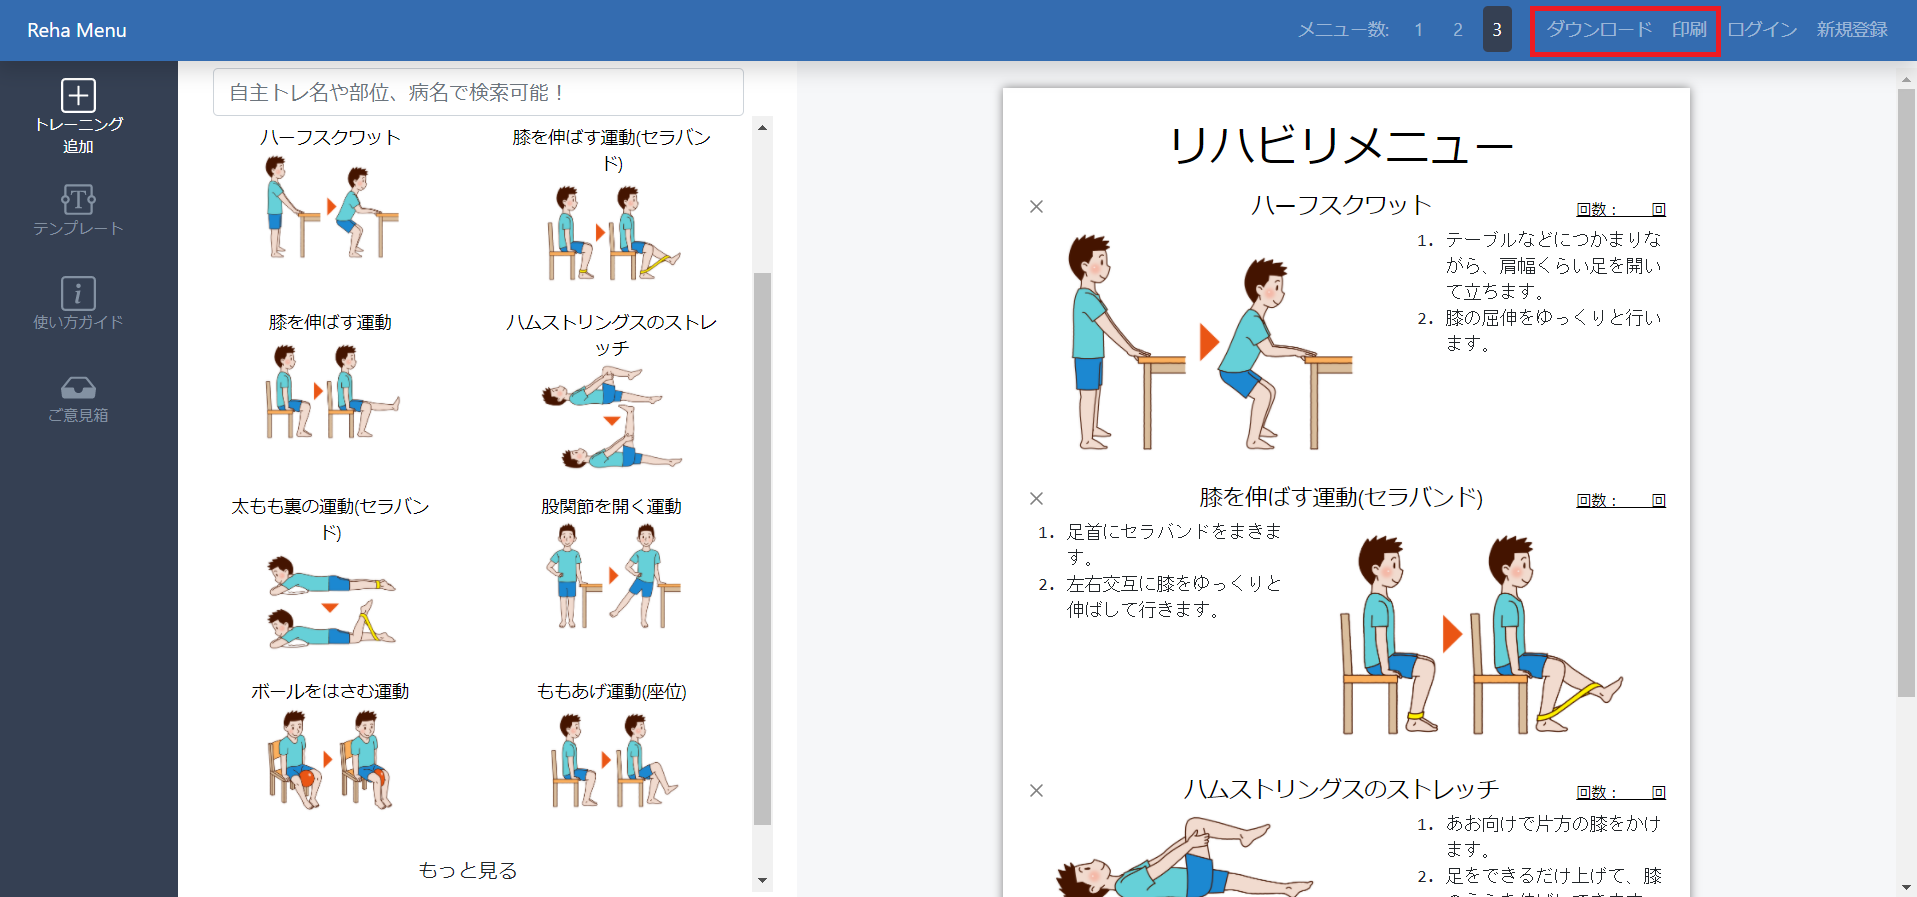 Reha Menu
メニュー数: 1 2 3 ダウンロード 印刷 ログイン 新規登録
トレーニング
追加
テンプレート
使い方ガイド
ご意見箱
自主トレ名や部位、病名で検索可能！
ハーフスクワット
膝を伸ばす運動(セラバン
ド)
膝を伸ばす運動
ハムストリングスのストレ
ッチ
太もも裏の運動(セラバン
ド)
股関節を開く運動
ボールをはさむ運動
ももあげ運動(座位)
もっと見る
リハビリメニュー
ハーフスクワット
回数： 回
1. テーブルなどにつかまりな
がら、肩幅くらい足を開い
て立ちます。
2. 膝の屈伸をゆっくりと行い
ます。
膝を伸ばす運動(セラバンド)
回数： 回
1. 足首にセラバンドをまきま
す。
2. 左右交互に膝をゆっくりと
伸ばして行きます。
ハムストリングスのストレッチ
回数： 回
1. あお向けで片方の膝をかけ
ます。
2. 足をできるだけ上げて、膝